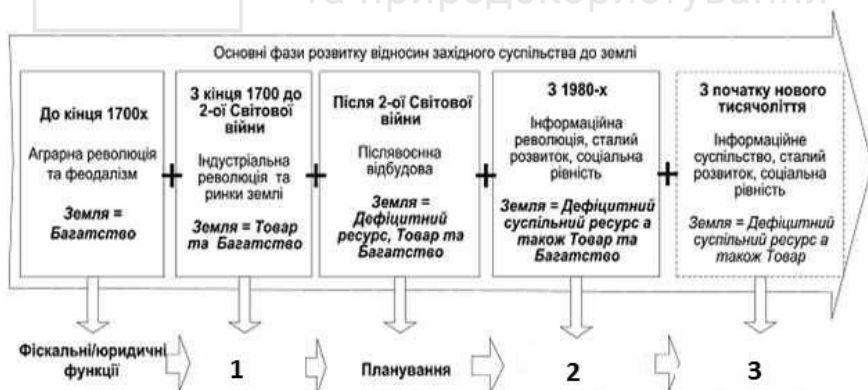 та природокористування
Основні фази розвитку відносин західного суспільства до землі
До кінця 1700х
Аграрна революція
та феодалізм
Земля =
Багатство
+
З кінця 1700 до
2-ої Світової
війни
Індустріальна
революція та
ринки землі
Земля = Товар
та Багатство
+
Після 2-ої Світової
війни
Післявоєнна
відбудова
Земля =
Дефіцитний
ресурс, Товар та
Багатство
+
З 1980-х
Інформаційна
революція, сталий
розвиток, соціальна
рівність
Земля = Дефіцитний
суспільний ресурс а
також Товар та
Багатство
+
З початку нового
тисячоліття
Інформаційне
суспільство, сталий
розвиток, соціальна
рівність
Земля = Дефіцитний
суспільний ресурс а
також Товар
Фіскальні/юридичні
функції
1
Планування
2
3